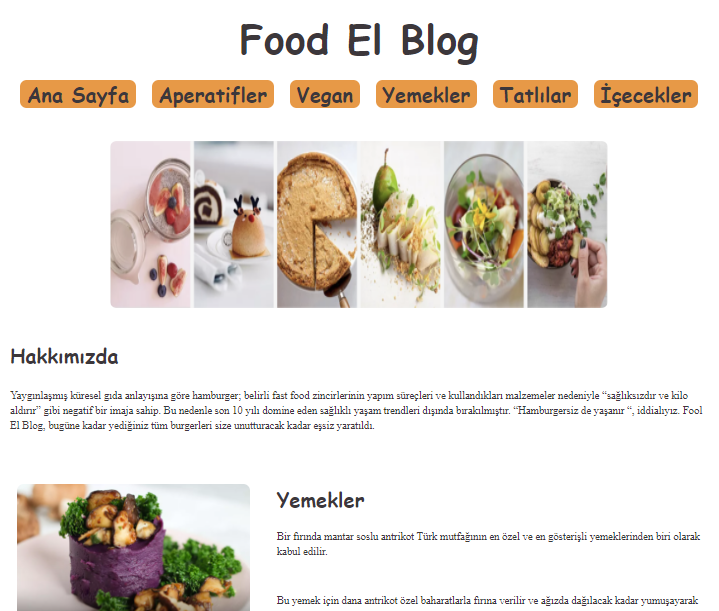 Food El Blog
Ana Sayfa Aperatifler Vegan Yemekler Tatlılar İçecekler
Hakkımızda
Yaygınlaşmış küresel gıda anlayışına göre hamburger; belirli fast food zincirlerinin yapım süreçleri ve kullandıkları malzemeler nedeniyle “sağlıksızdır ve kilo
aldırır” gibi negatif bir imaja sahip. Bu nedenle son 10 yılı domine eden sağlıklı yaşam trendleri dışında bırakılmıştır. “Hamburgersiz de yaşanır “, iddialıyız. Fool
El Blog, bugüne kadar yediğiniz tüm burgerleri size unutturacak kadar eşsiz yaratıldı.
Yemekler
Bir fırında mantar soslu antrikot Türk mutfağının en özel ve en gösterişli yemeklerinden biri olarak
kabul edilir.
Bu yemek için dana antrikot özel baharatlarla fırına verilir ve ağızda dağılacak kadar yumuşayarak